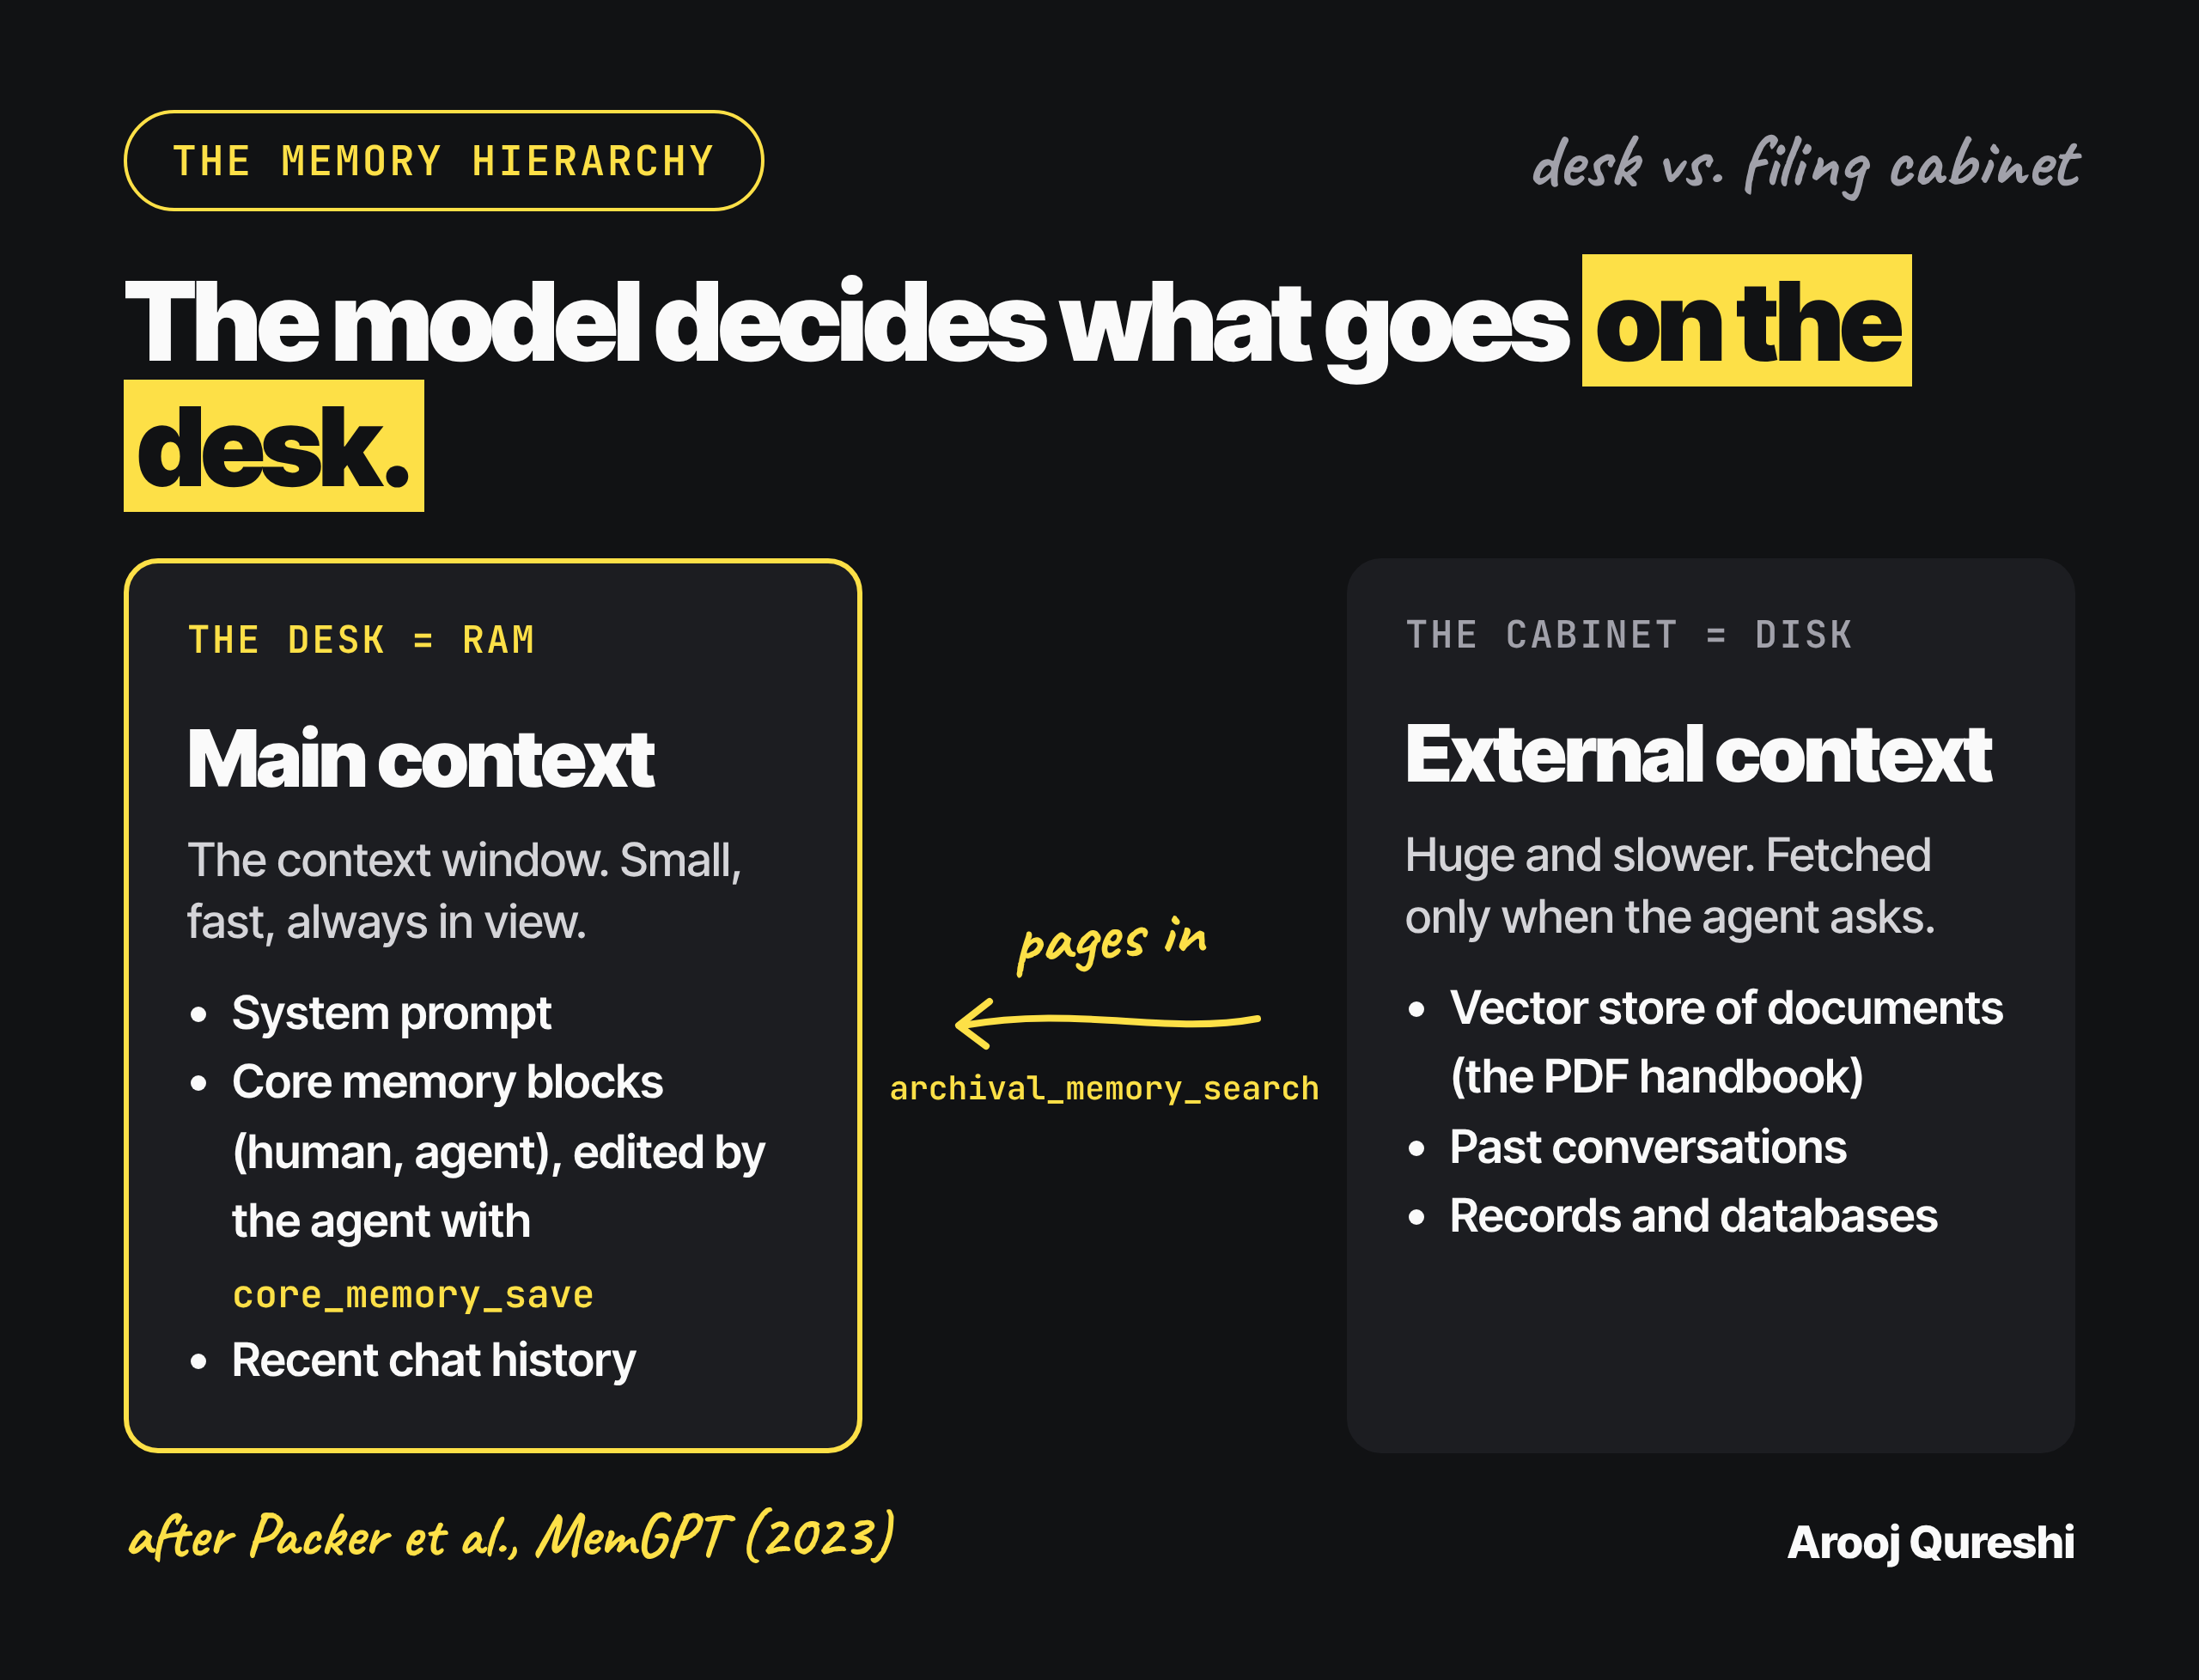 THE MEMORY HIERARCHY
desk vs. filing cabinet
The model decides what goes on the
desk.
THE DESK = RAM
Main context
The context window. Small,
fast, always in view.
• System prompt
• Core memory blocks
(human, agent), edited by
the agent with
core_memory_save
• Recent chat history
pages in
archival_memory_search
THE CABINET = DISK
External context
Huge and slower. Fetched
only when the agent asks.
• Vector store of documents
(the PDF handbook)
• Past conversations
• Records and databases
after Packer et al., MemGPT (2023)
Arooj Qureshi